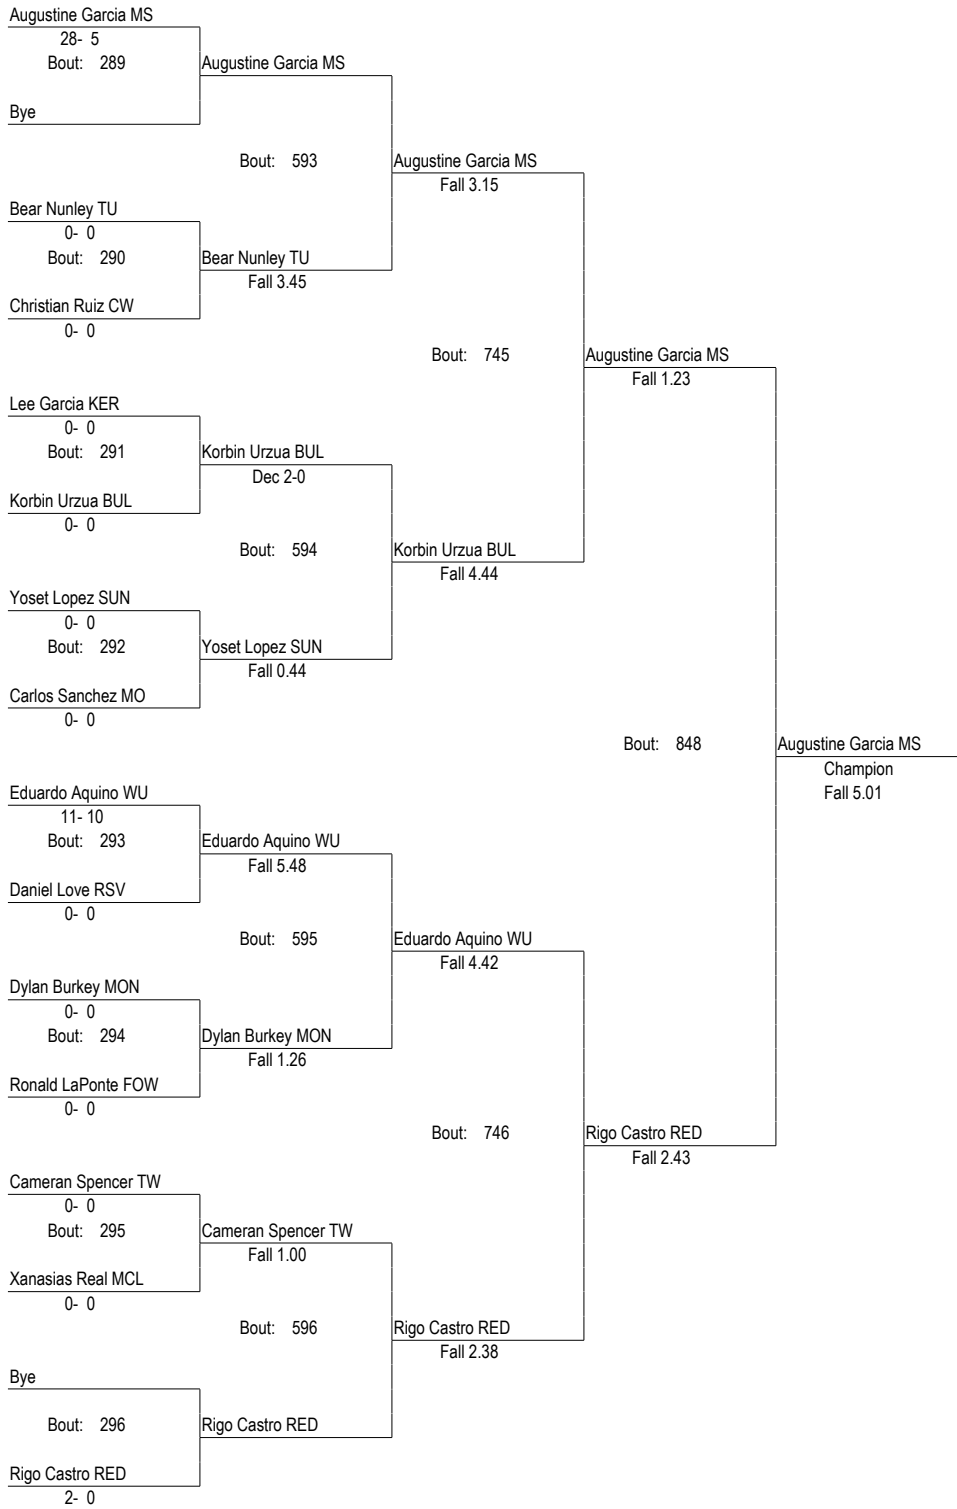 Augustine Garcia MS
28- 5
Bout: 289
Augustine Garcia MS
Bye
Bout: 593
Augustine Garcia MS
Fall 3.15
Bear Nunley TU
0- 0
Bout: 290
Bear Nunley TU
Fall 3.45
Christian Ruiz CW
0- 0
Bout: 745
Augustine Garcia MS
Fall 1.23
Lee Garcia KER
0- 0
Bout: 291
Korbin Urzua BUL
Dec 2-0
Korbin Urzua BUL
0- 0
Bout: 594
Korbin Urzua BUL
Fall 4.44
Yoset Lopez SUN
0- 0
Bout: 292
Yoset Lopez SUN
Fall 0.44
Carlos Sanchez MO
0- 0
Bout: 848
Augustine Garcia MS
Champion
Fall 5.01
Eduardo Aquino WU
11- 10
Bout: 293
Eduardo Aquino WU
Fall 5.48
Daniel Love RSV
0- 0
Bout: 595
Eduardo Aquino WU
Fall 4.42
Dylan Burkey MON
0- 0
Bout: 294
Dylan Burkey MON
Fall 1.26
Ronald LaPonte FOW
0- 0
Bout: 746
Rigo Castro RED
Fall 2.43
Cameran Spencer TW
0- 0
Bout: 295
Cameran Spencer TW
Fall 1.00
Xanasias Real MCL
0- 0
Bout: 596
Rigo Castro RED
Fall 2.38
Bye
Bout: 296
Rigo Castro RED
Rigo Castro RED
2- 0